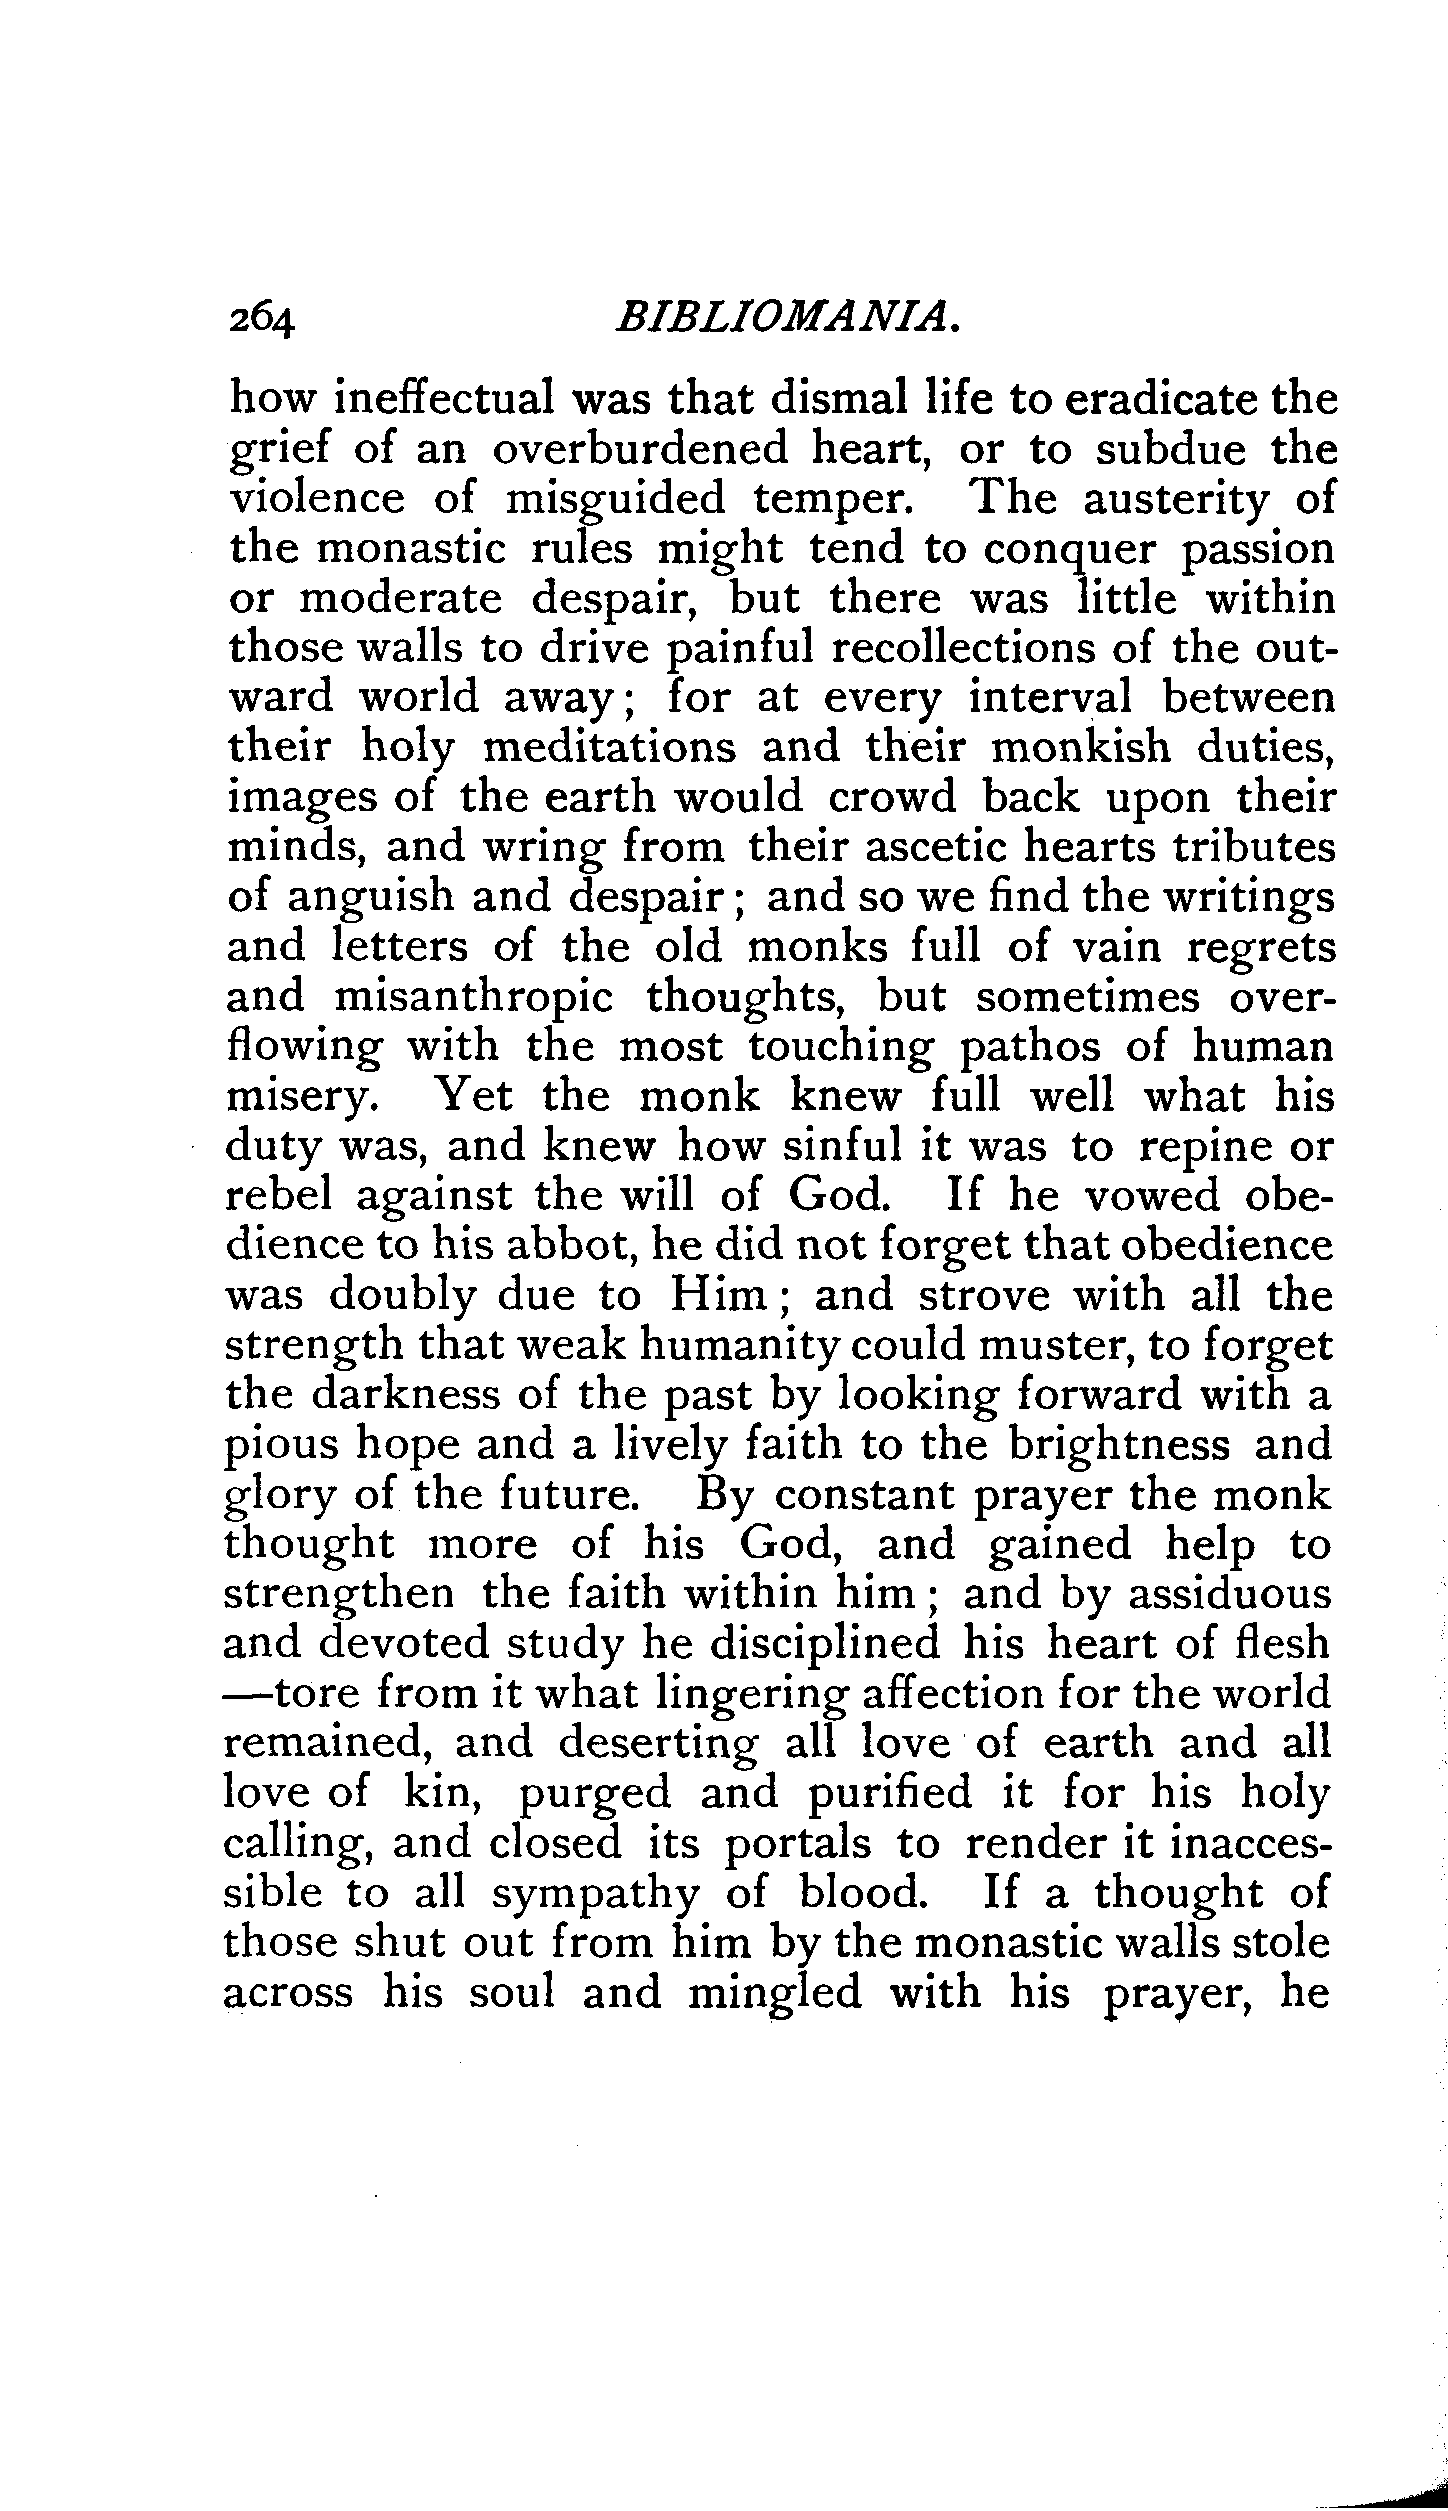 264 BIBLIOMANIA.
how ineffectual was that dismal life to eradicate the
grief of an overburdened heart, or to subdue the
violence of misguided temper. The austerity of
the monastic rules might tend to conquer passion
or moderate despair, but there was little within
those walls to drive painful recollections of the out-
ward world away; for at every interval between
their holy meditations and their monkish duties,
images of the earth would crowd back upon their
minds, and wring from their ascetic hearts tributes
of anguish and despair; and so we find the writings
and letters of the old monks full of vain regrets
and misanthropic thoughts, but sometimes over-
flowing with the most touching pathos of human
misery. Yet the monk knew full well what his
duty was, and knew how sinful it was to repine or
rebel against the will of God. If he vowed obe-
dience to his abbot, he did not forget that obedience
was doubly due to Him; and strove with all the
strength that weak humanity could muster, to forget
the darkness of the past by looking forward with a
pious hope and a lively faith to the brightness and
glory of the future. By constant prayer the monk
thought more of his God, and gained help to
strengthen the faith within him; and by assiduous
and devoted study he disciplined his heart of flesh
—tore from it what lingering affection for the world
remained, and deserting all love of earth and all
love of kin, purged and purified it for his holy
calling, and closed its portals to render it inacces-
sible to all sympathy of blood. If a thought of
those shut out from him by the monastic walls stole
across his soul and mingled with his prayer, he